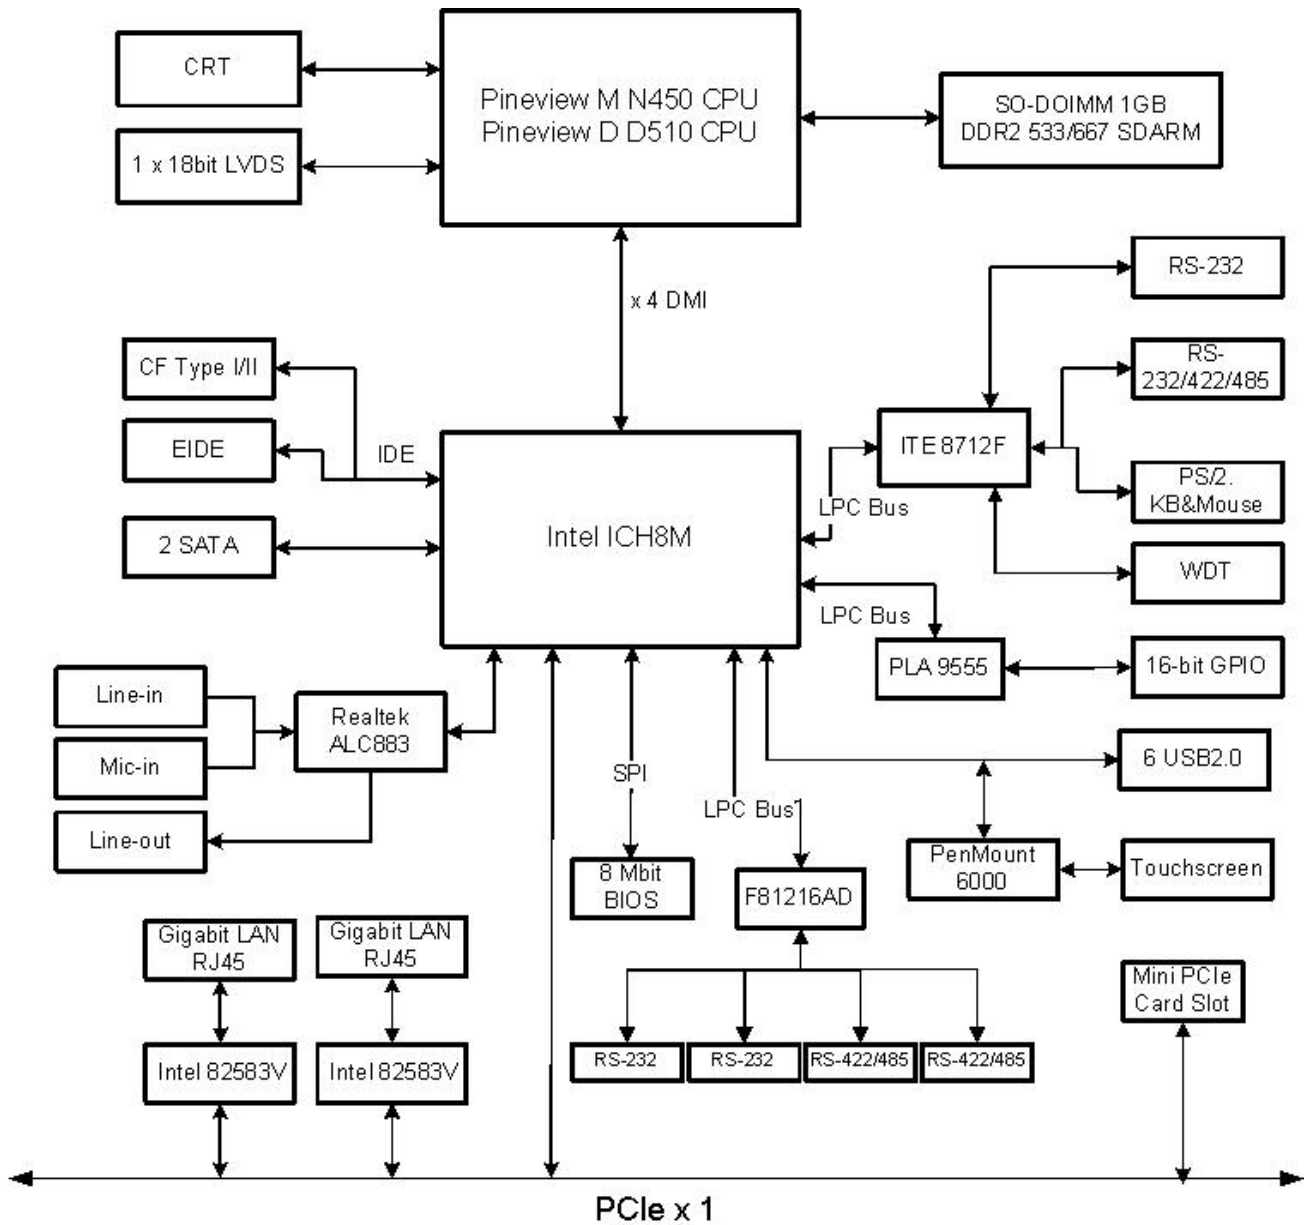 CRT
1 x 18bit LVDS
Pineview M N450 CPU
Pineview D D510 CPU
SO-DOIMM 1GB
DDR2 533/667 SDARM
x 4 DMI
RS-232
RS-
232/422/485
CF Type I/II
EIDE
IDE
2 SATA
Intel ICH8M
ITE 8712F
LPC Bus
PS/2.
KB&Mouse
WDT
LPC Bus
PLA 9555
16-bit GPIO
Line-in
Mic-in
Line-out
Realtek
ALC883
SPI
LPC Bus
6 USB2.0
8 Mbit
BIOS
F81216AD
PenMount
6000
Touchscreen
Gigabit LAN
RJ45
Gigabit LAN
RJ45
Intel 82583V
Intel 82583V
RS-232
RS-232
RS-422/485
RS-422/485
Mini PCIe
Card Slot
PCIe x 1